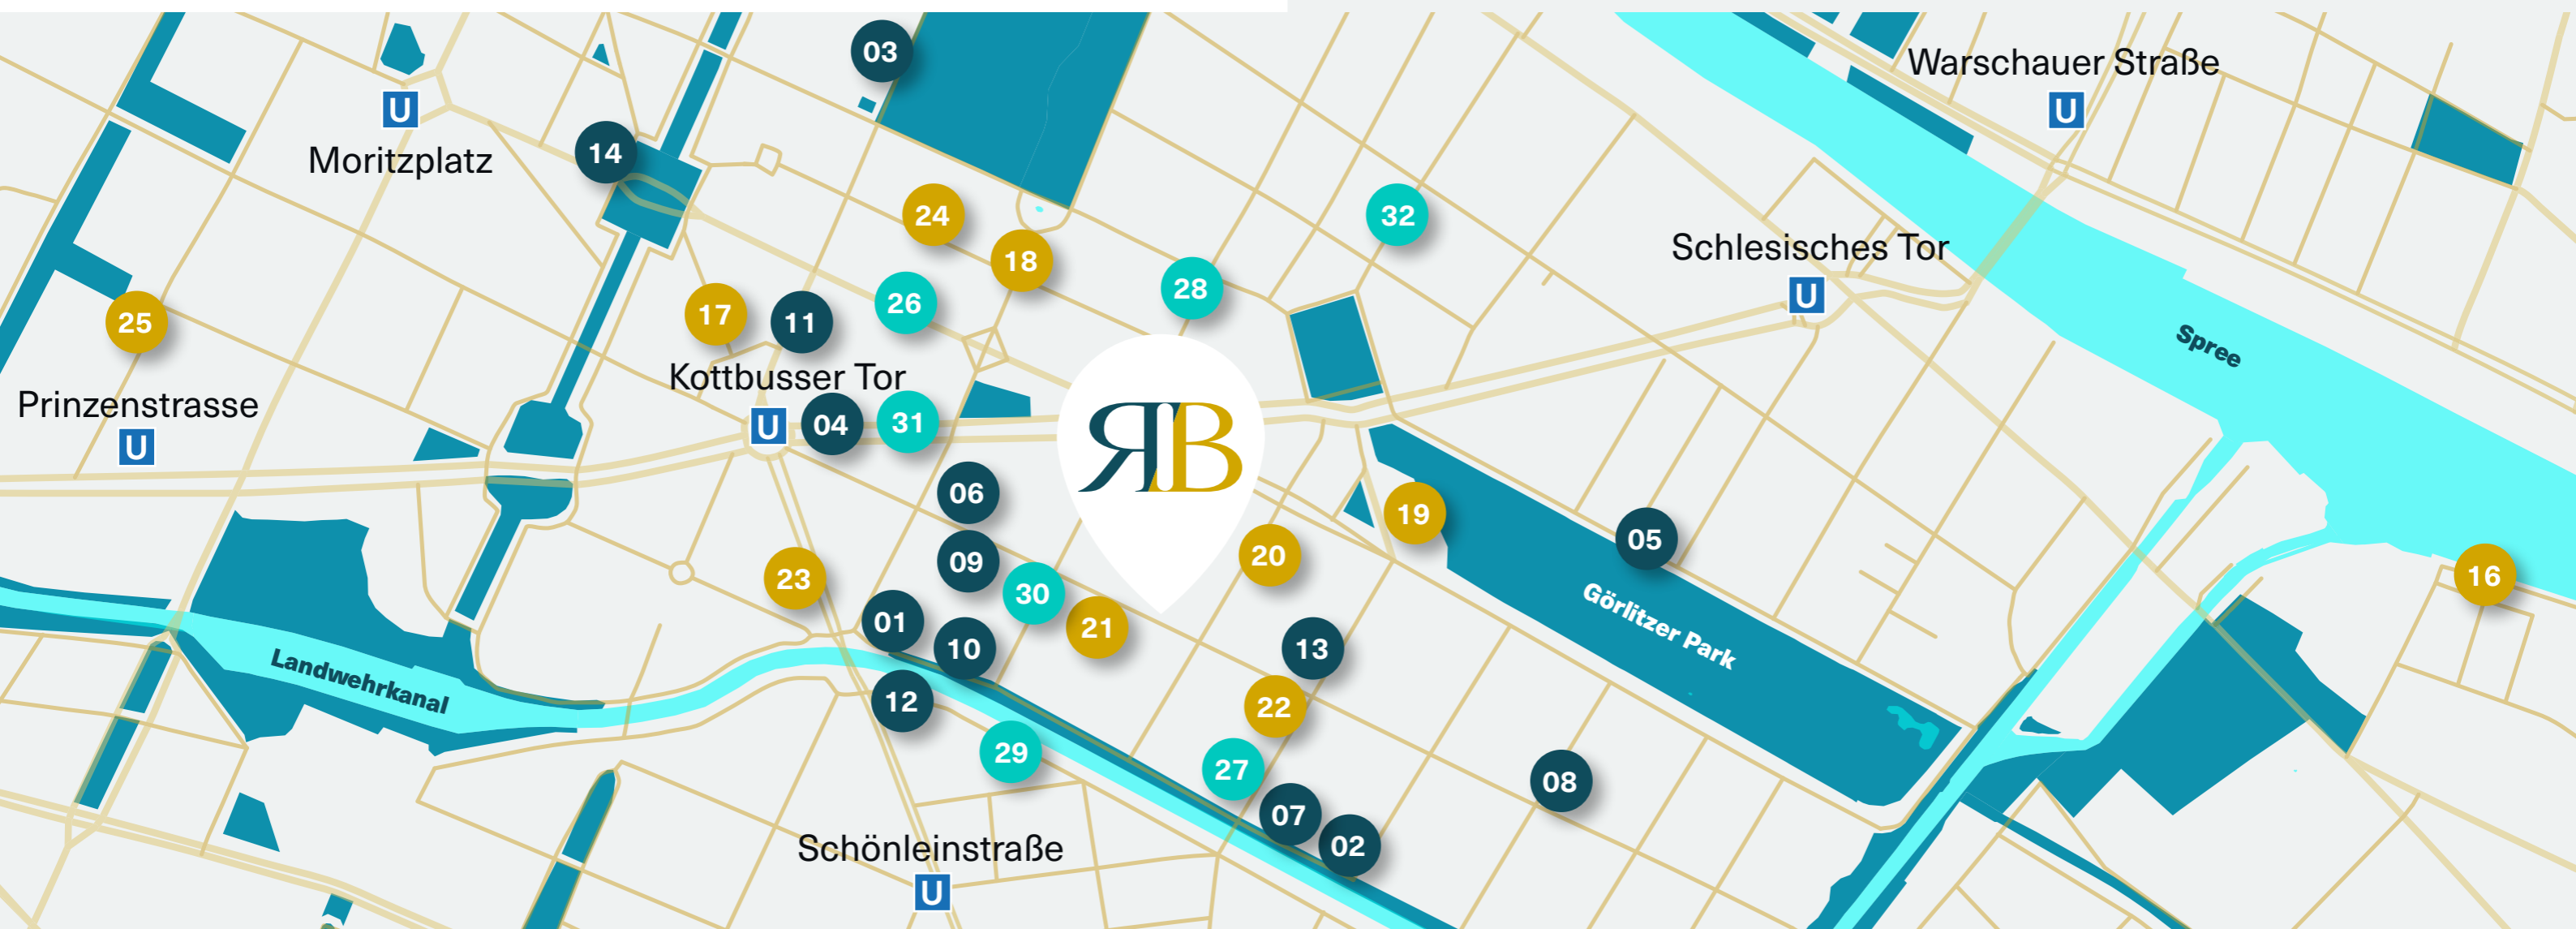 03
Warschauer Straße
U
U
Moritzplatz
14
24
32
18
Schlesisches Tor
U
28
26
17
11
25
Kottbusser Tor
Spree
Prinzenstrasse
U
U
04
31
RB
06
19
05
20
09
16
23
30
01
21
Görlitzer Park
10
13
Landwehrkanal
12
22
29
27
08
07
02
Schönleinstraße
U